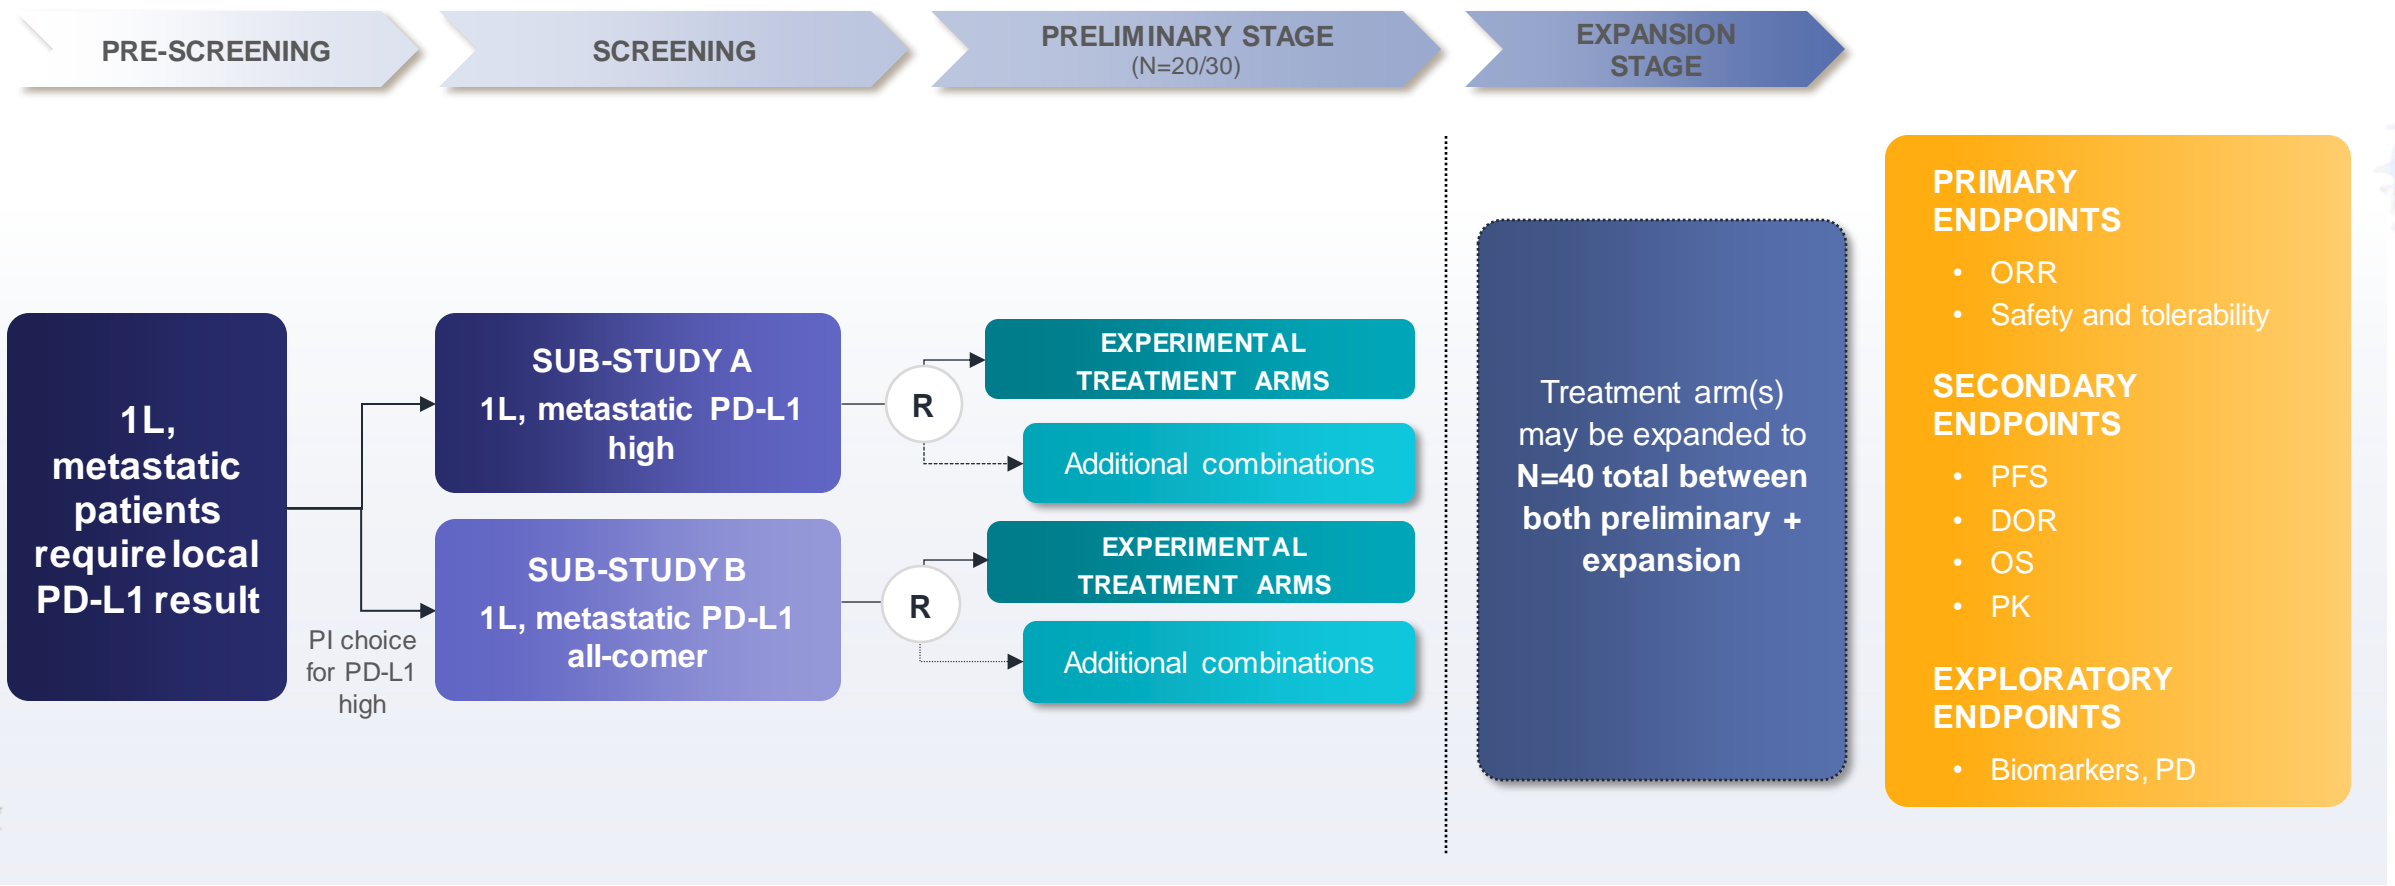 PRE-SCREENING
SCREENING
PRELIMINARY STAGE
(N=20/30)
EXPANSION
STAGE
1L,
metastatic
patients
require local
PD-L1 result
PI choice
for PD-L1
high
SUB-STUDY A
1L, metastatic PD-L1
high
SUB-STUDY B
1L, metastatic PD-L1
all-comer
R
EXPERIMENTAL
TREATMENT ARMS
Additional combinations
R
EXPERIMENTAL
TREATMENT ARMS
Additional combinations
Treatment arm(s)
may be expanded to
N=40 total between
both preliminary +
expansion
PRIMARY
ENDPOINTS
• ORR
• Safety and tolerability
SECONDARY
ENDPOINTS
• PFS
• DOR
• OS
• PK
EXPLORATORY
ENDPOINTS
• Biomarkers, PD